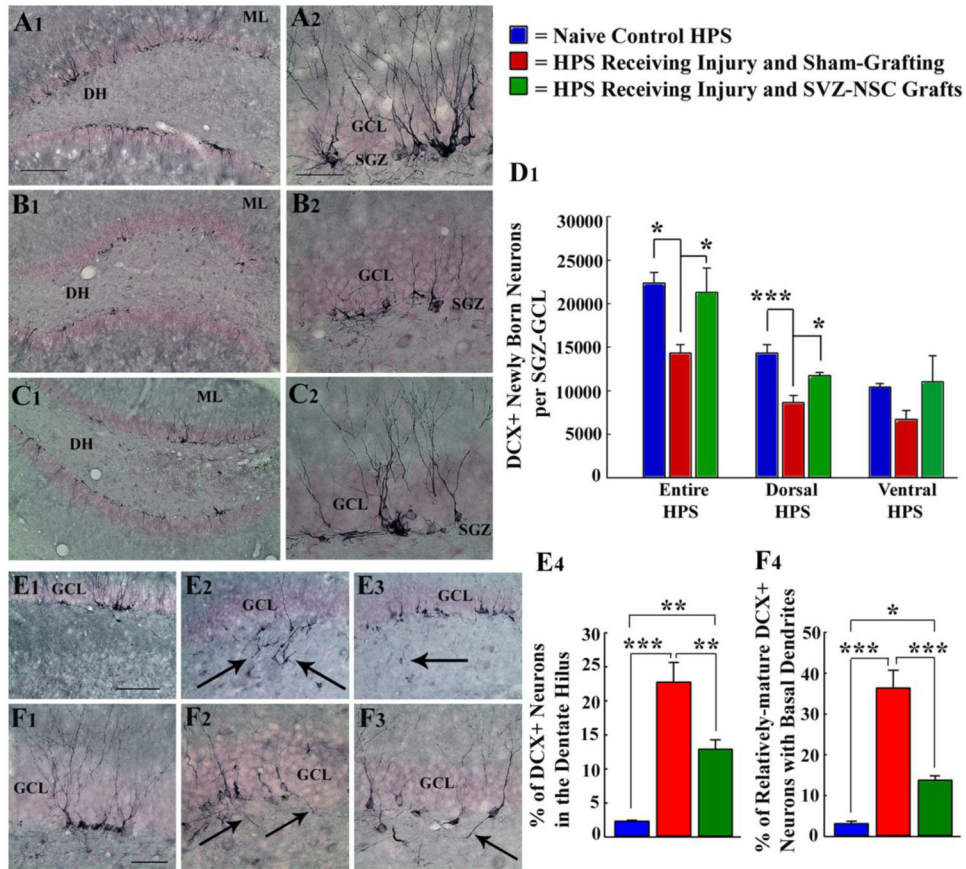 A1
ML
DH
A2
GCL
SGZ
= Naive Control HPS
= HPS Receiving Injury and Sham-Grafting
= HPS Receiving Injury and SVZ-NSC Grafts
B1
ML
DH
B2
GCL
SGZ
C1
ML
DH
C2
GCL
SGZ
D1
DCX+ Newly Born Neurons
per SGZ-GCL
30000
25000
20000
15000
10000
5000
0
*
*
***
*
Entire
HPS
Dorsal
HPS
Ventral
HPS
E1
GCL
E2
GCL
E3
GCL
F1
GCL
F2
GCL
F3
GCL
E4
% of DCX+ Neurons
in the Dentate Hilus
30
25
20
15
10
5
0
**
***
**
F4
% of Relatively-mature DCX+
Neurons with Basal Dendrites
50
40
30
20
10
0
*
***
***